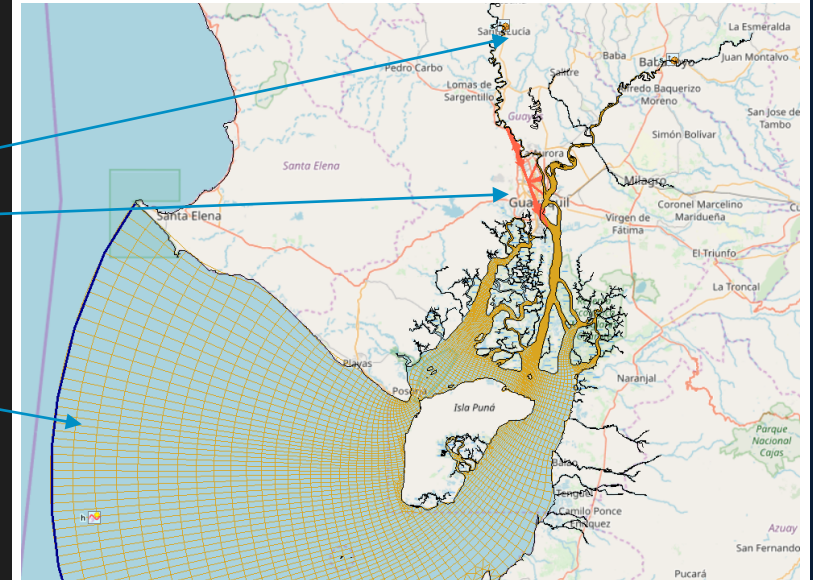 La Esmeralda
Santa Lucia
Baba
Juan Montalvo
Pedro Carbo
Salitre
Lomas de
Sargentillo
Alfredo Baquerizo
Moreno
San Jose de
Tambo
Simón Bolívar
Santa Elena
Milagro
Coronel Marcelino
Maridueña
Virgen de
Fátima
Santa Elena
El Triunfo
La Troncal
Playas
Posorja
Naranjal
Isla Puná
Parque
Nacional
Cajas
Tenguel
Camilo Ponce
Enríquez
h
Azuay
San Fernando
Pucará